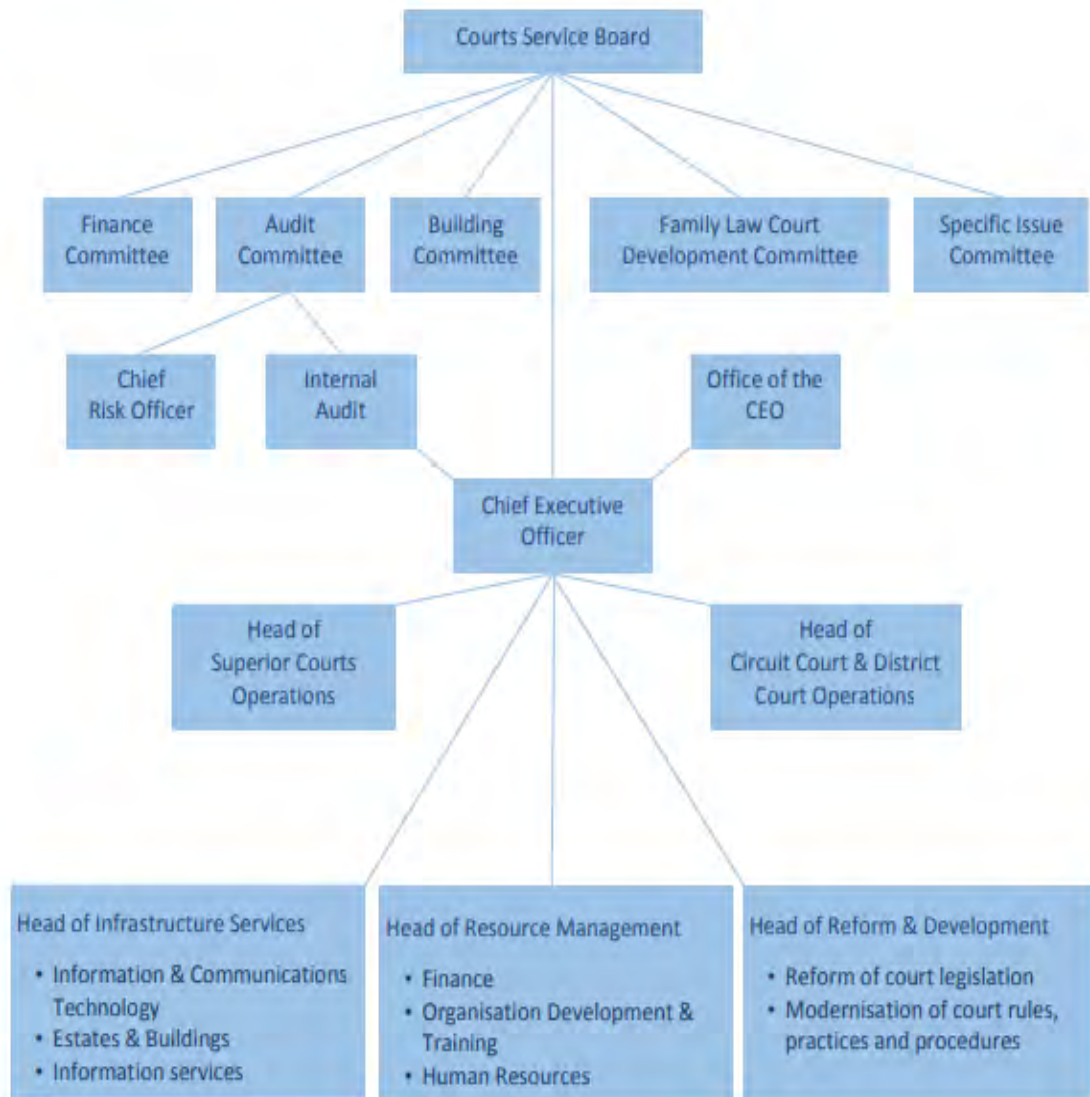 Courts Service Board
Finance
Committee
Audit
Committee
Building
Committee
Family Law Court
Development Committee
Specific Issue
Committee
Chief
Risk Officer
Internal
Audit
Office of the
CEO
Chief Executive
Officer
Head of
Superior Courts
Operations
Head of
Circuit Court & District
Court Operations
Head of Infrastructure Services
• Information & Communications
Technology
• Estates & Buildings
• Information services
Head of Resource Management
• Finance
• Organisation Development &
Training
• Human Resources
Head of Reform & Development
• Reform of court legislation
• Modernisation of court rules,
practices and procedures